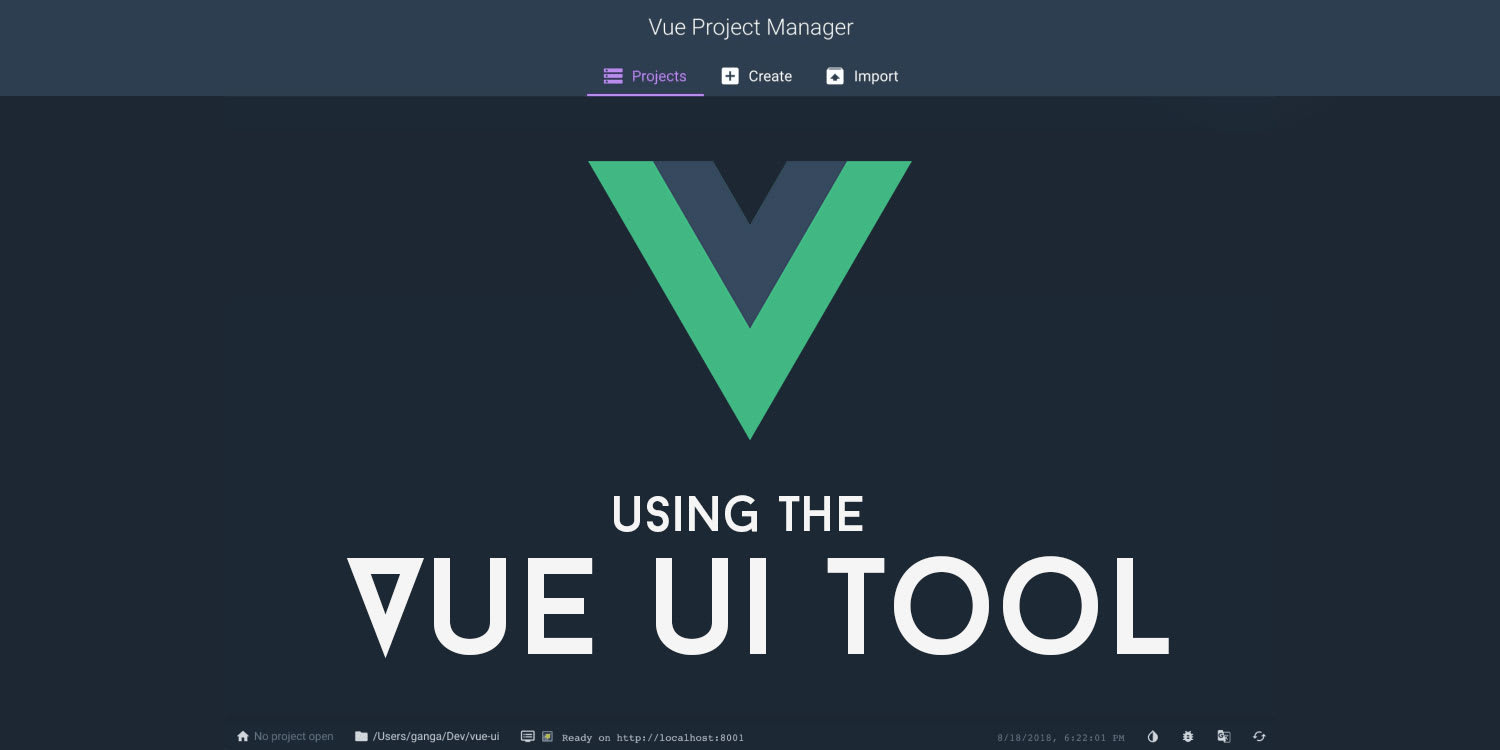 Vue Project Manager
Projects Create Import
USING THE
VUE UI TOOL
No project open /Users/ganga/Dev/vue-ui Ready on http://localhost:8001 8/18/2018, 6:22:01 PM